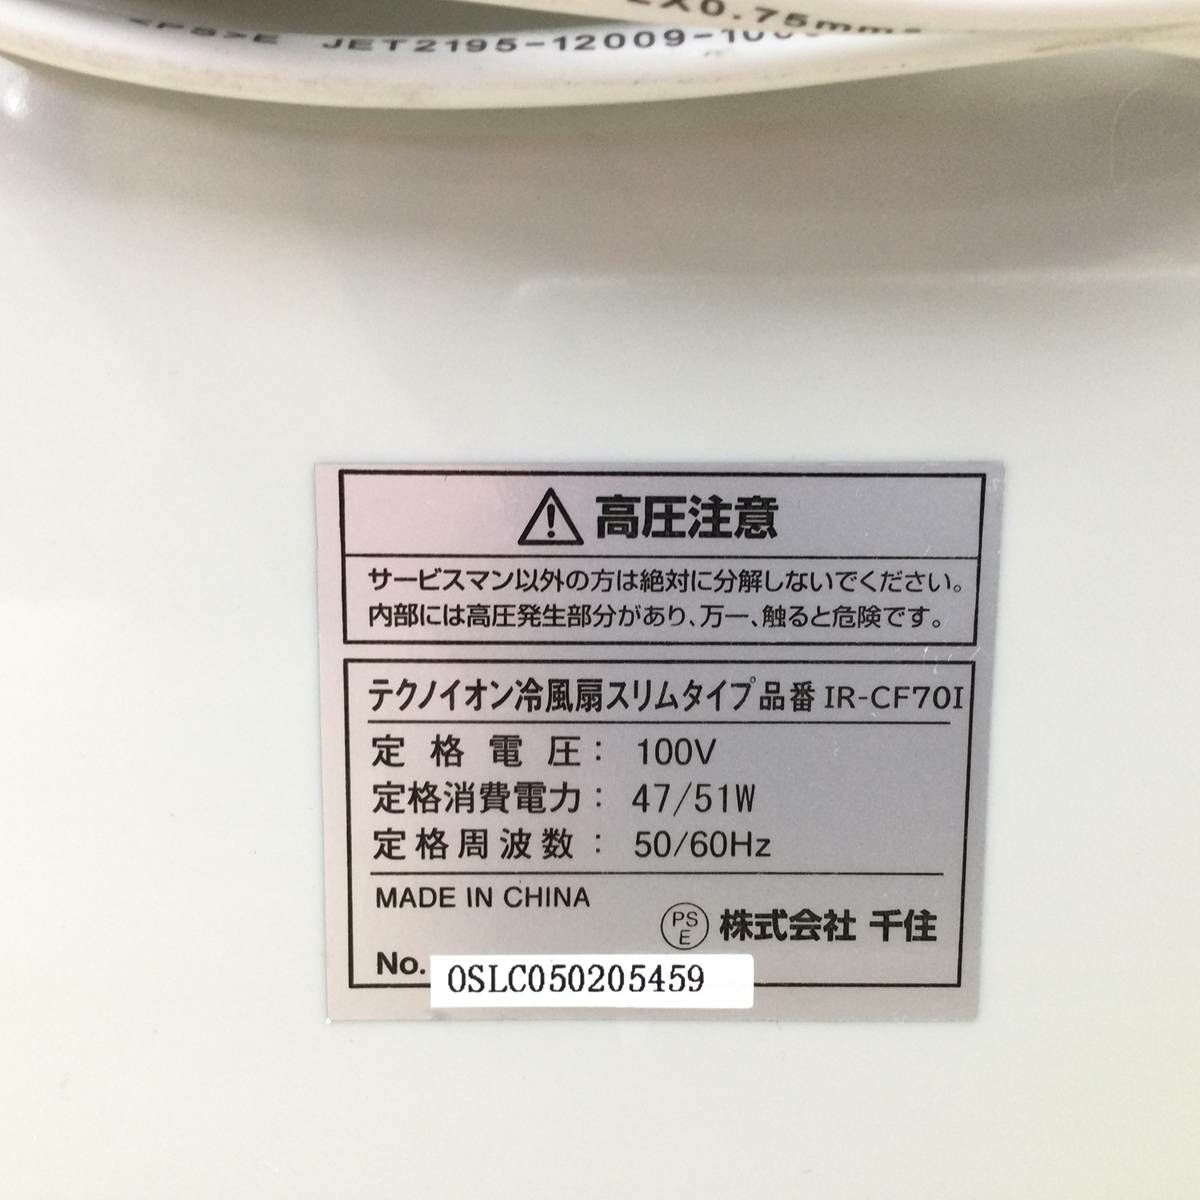 2X0.75mm²
<PS>E JET2195-12009-100
高圧注意
サービスマン以外の方は絶対に分解しないでください。
内部には高圧発生部分があり、万一、触ると危険です。
テクノイオン冷風扇スリムタイプ品番 IR-CF70I
定格電圧: 100V
定格消費電力: 47/51W
定格周波数: 50/60Hz
MADE IN CHINA
PS
E
株式会社 千住
No. 0SLC050205459